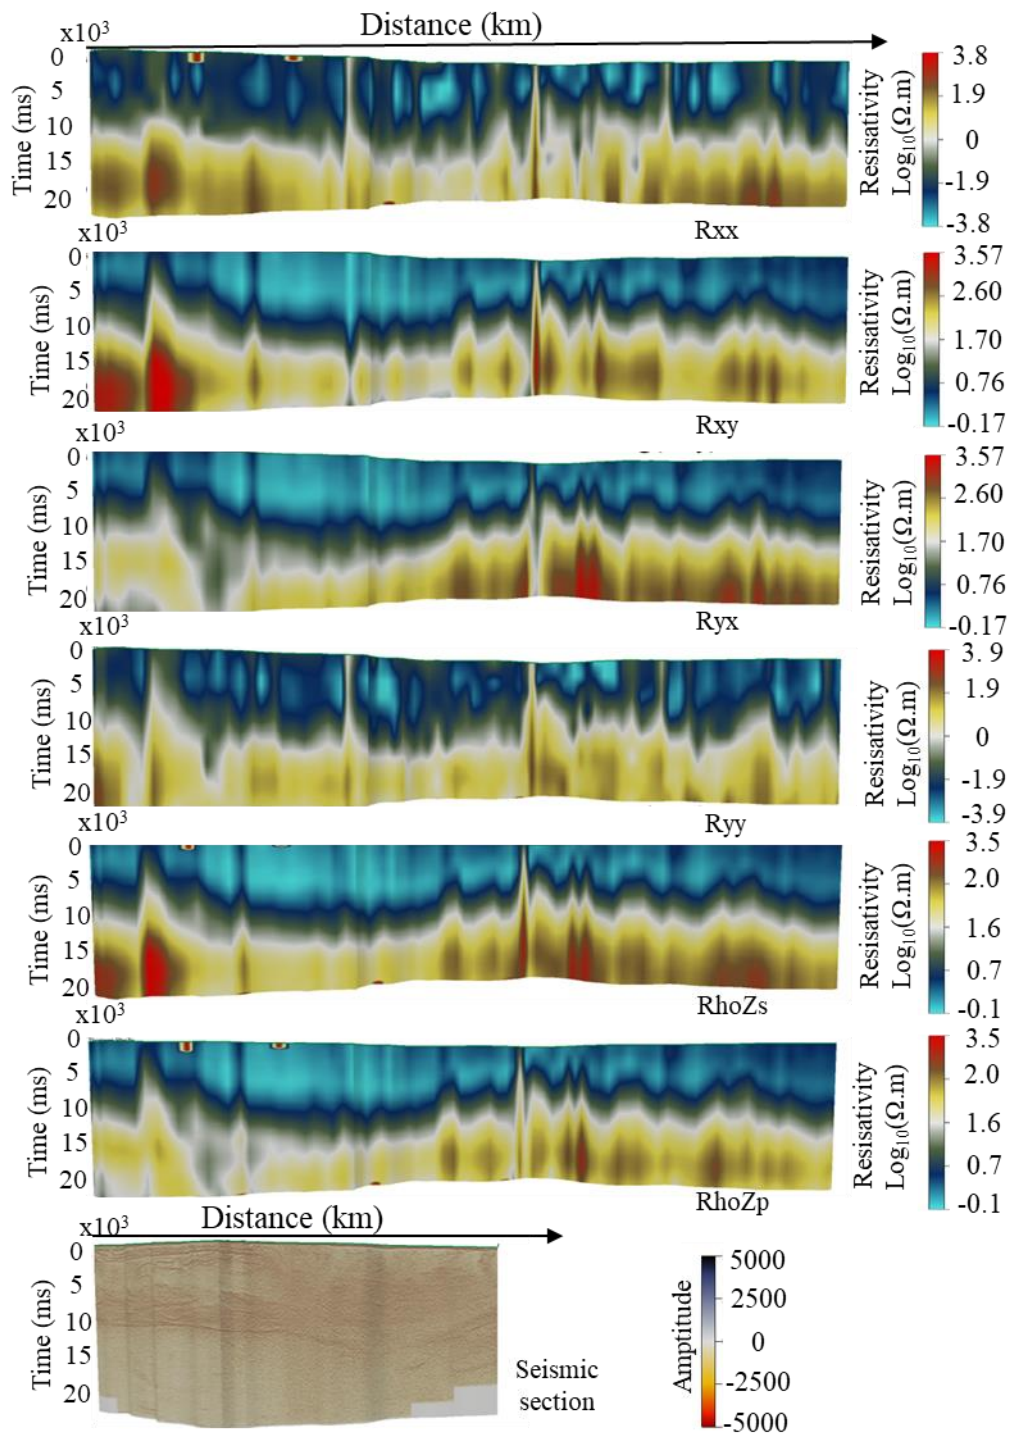 Distance (km)
x10³
0
5
10
15
20
Time (ms)
3.8
1.9
0
-1.9
-3.8
Resisativity
Log₁₀(Ω.m)
Rxx
x10³
0
5
10
15
20
Time (ms)
3.57
2.60
1.70
0.76
-0.17
Resisativity
Log₁₀(Ω.m)
Rxy
x10³
0
5
10
15
20
Time (ms)
3.57
2.60
1.70
0.76
-0.17
Resisativity
Log₁₀(Ω.m)
Ryx
x10³
0
5
10
15
20
Time (ms)
3.9
1.9
0
-1.9
-3.9
Resisativity
Log₁₀(Ω.m)
Ryy
x10³
0
5
10
15
20
Time (ms)
3.5
2.0
1.6
0.7
-0.1
Resisativity
Log₁₀(Ω.m)
RhoZs
x10³
0
5
10
15
20
Time (ms)
3.5
2.0
1.6
0.7
-0.1
Resisativity
Log₁₀(Ω.m)
RhoZp
Distance (km)
x10³
0
5
10
15
20
Time (ms)
Seismic
section
Amptitude
5000
2500
0
-2500
-5000